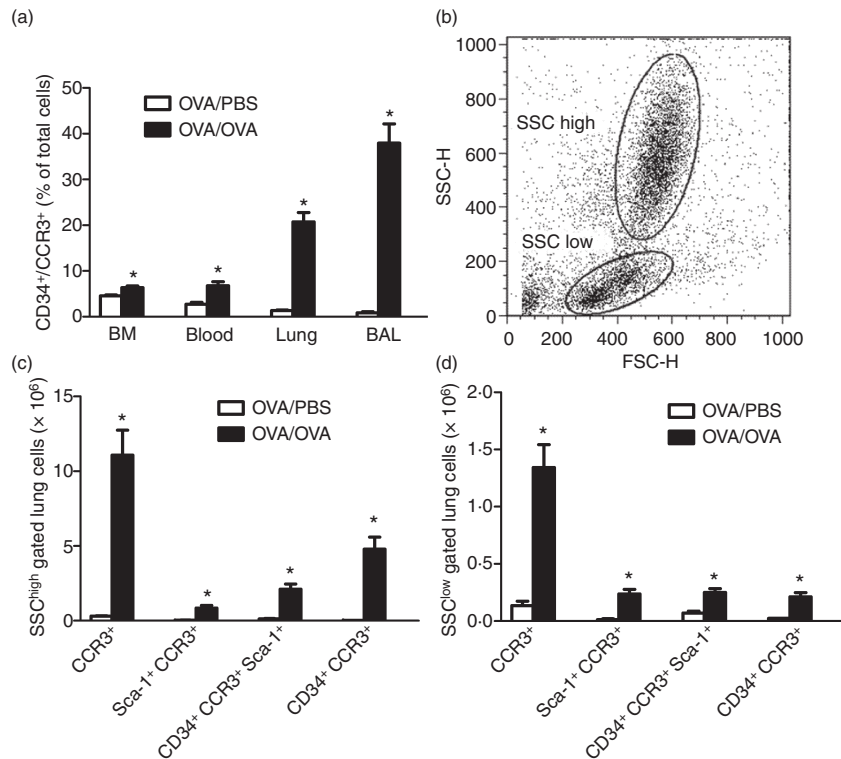 (a)
CD34⁺/CCR3⁺ (% of total cells)
50
40
30
20
10
0
OVA/PBS
OVA/OVA
*
*
*
*
BM
Blood
Lung
BAL
(b)
SSC-H
1000
800
600
400
200
0
SSC high
SSC low
0
200
400
600
800
1000
FSC-H
(c)
SSCʰⁱᵍʰ gated lung cells (× 10⁶)
15
10
5
0
OVA/PBS
OVA/OVA
*
*
*
*
CCR3⁺
Sca-1⁺ CCR3⁺
CD34⁺ CCR3⁺ Sca-1⁺
CD34⁺ CCR3⁺
(d)
SSCˡᵒʷ gated lung cells (× 10⁶)
2·0
1·5
1·0
0·5
0·0
OVA/PBS
OVA/OVA
*
*
*
*
CCR3⁺
Sca-1⁺ CCR3⁺
CD34⁺ CCR3⁺ Sca-1⁺
CD34⁺ CCR3⁺